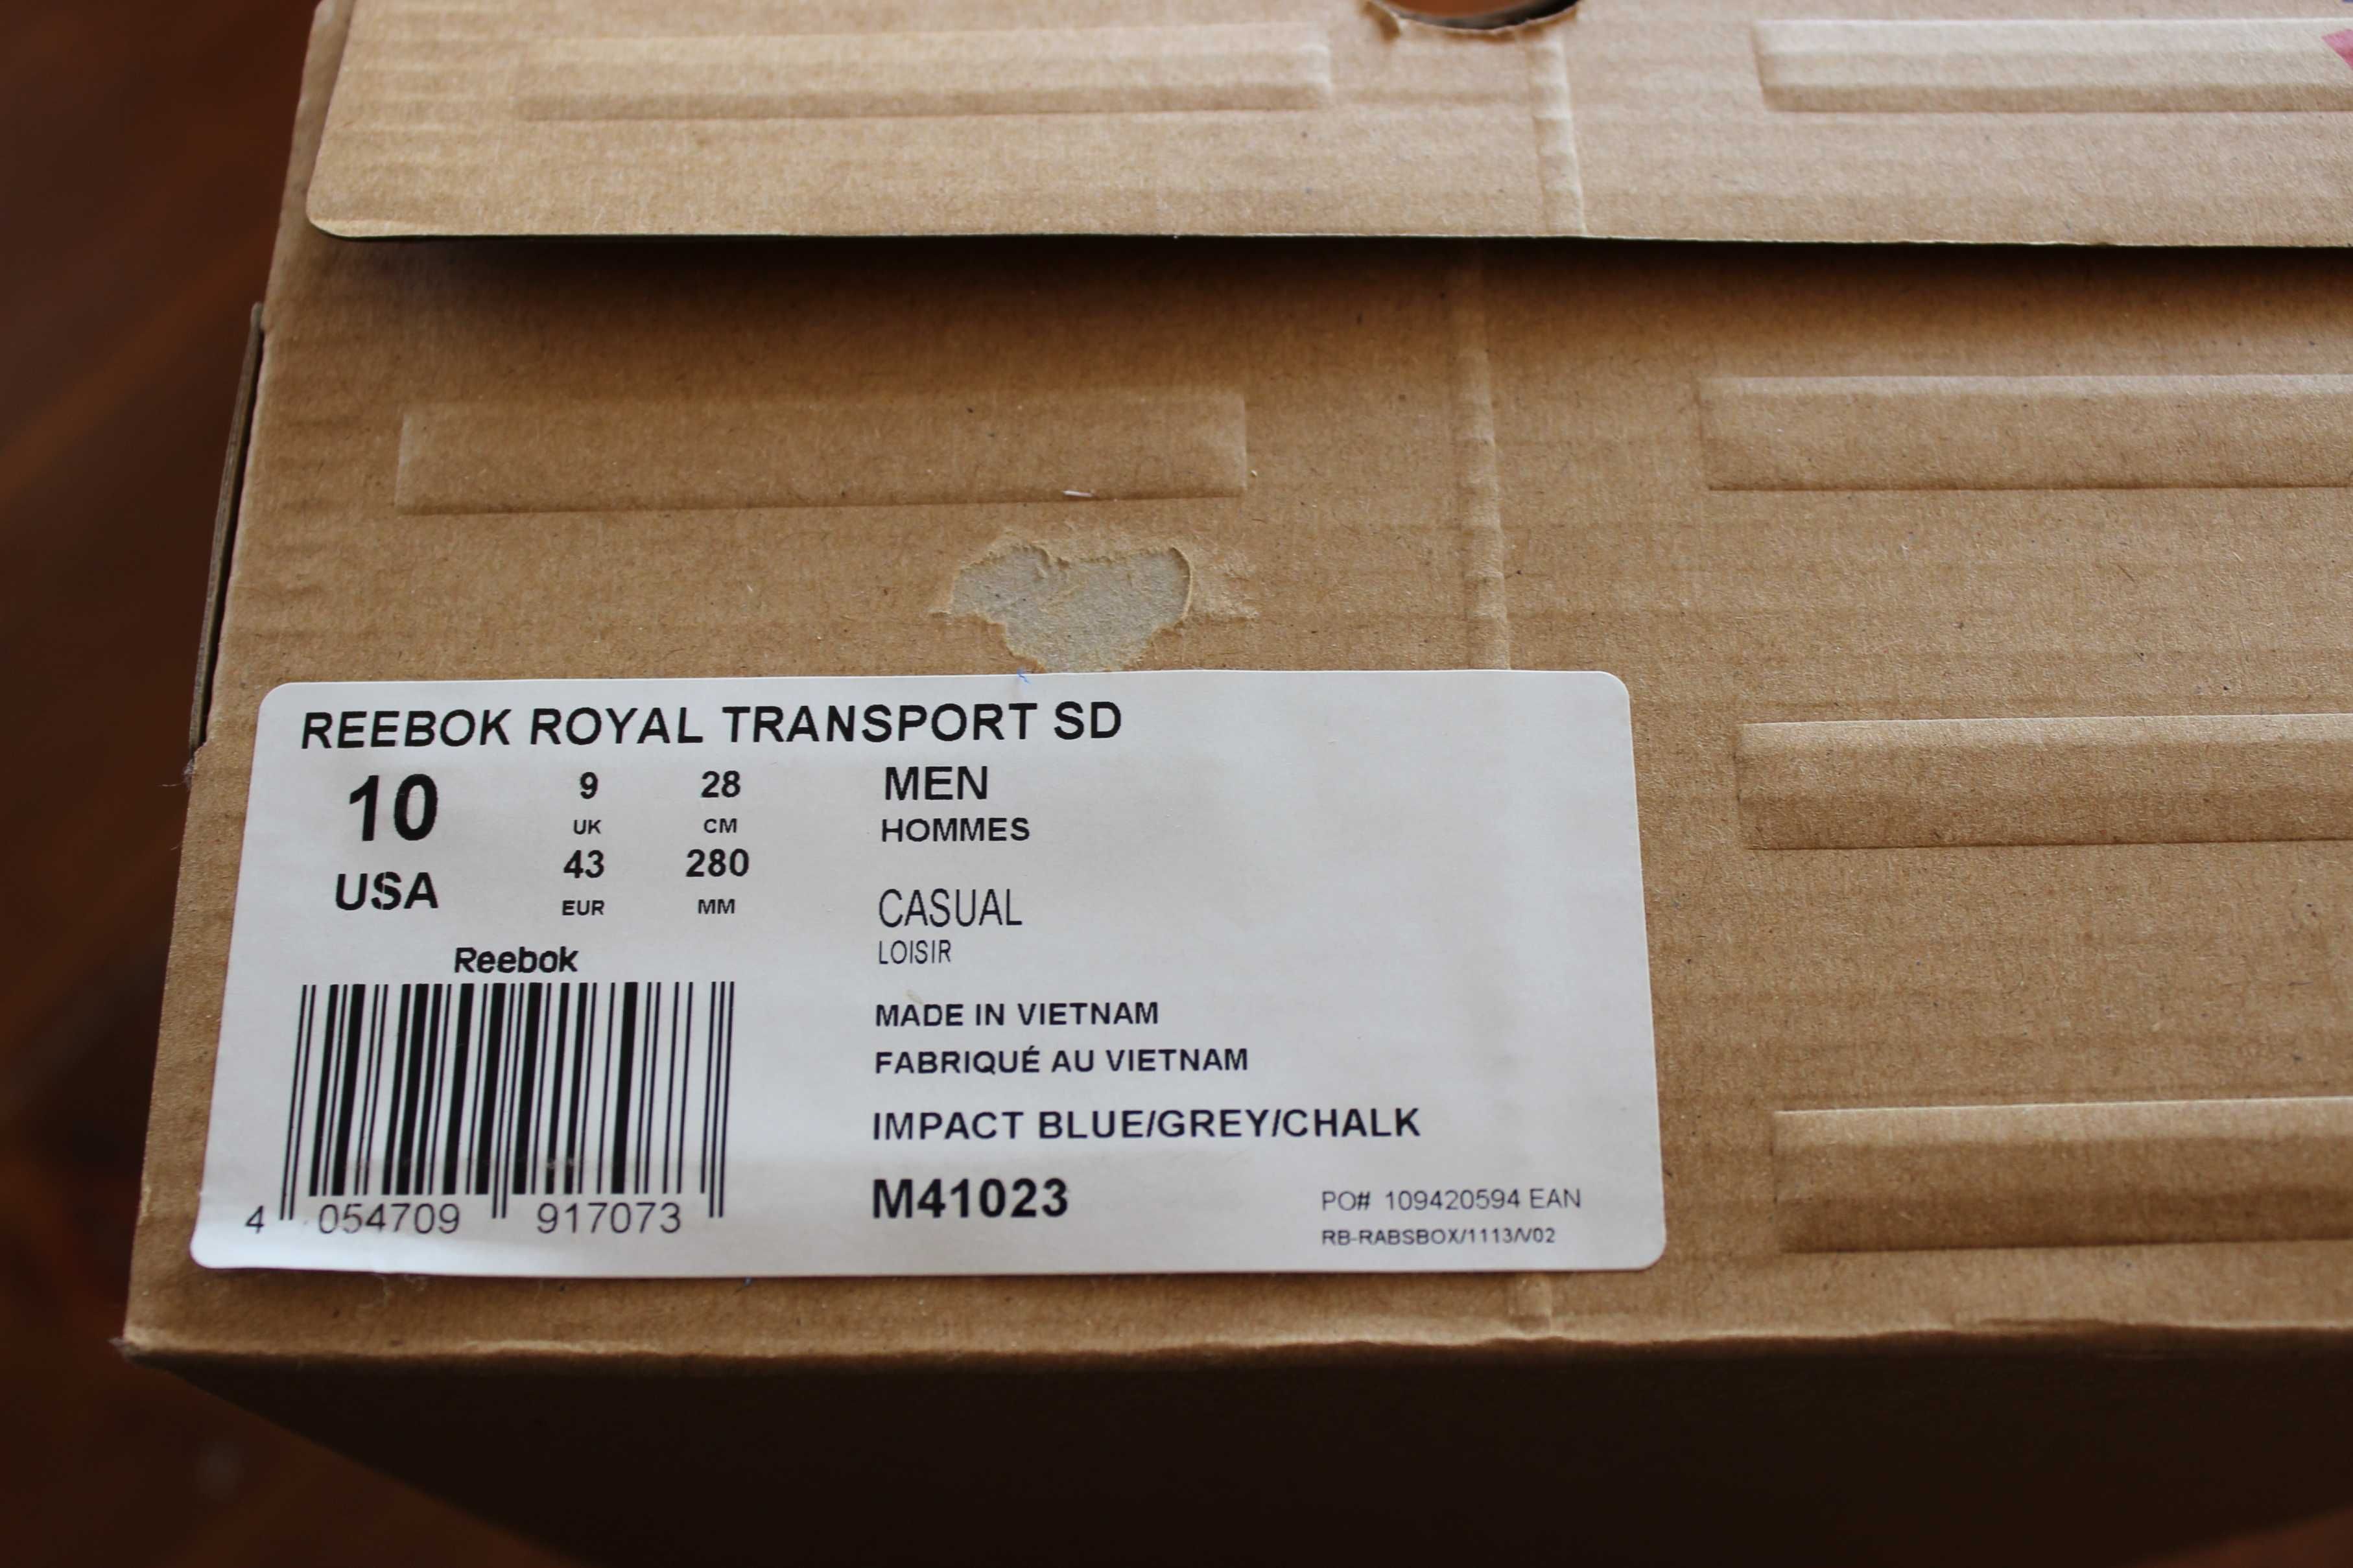 REEBOK ROYAL TRANSPORT SD
10 9 28 MEN
UK CM HOMMES
43 280
USA EUR MM CASUAL
LOISIR
Reebok
MADE IN VIETNAM
FABRIQUÉ AU VIETNAM
IMPACT BLUE/GREY/CHALK
M41023
4 054709 917073
PO# 109420594 EAN
RB-RABSBOX/1113/V02